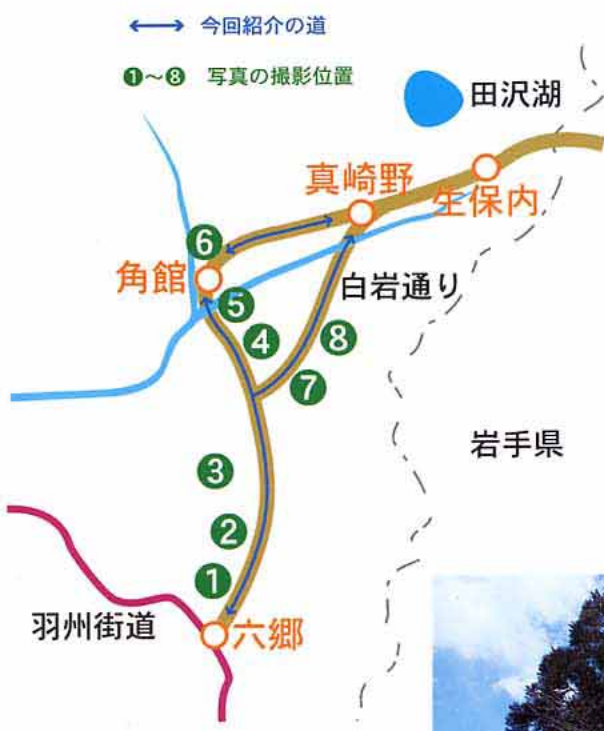 今回紹介の道
❶～❽ 写真の撮影位置
田沢湖
真崎野
生保内
❻
角館
❺
白岩通り
❹
❽
❼
岩手県
❸
❷
❶
羽州街道
六郷